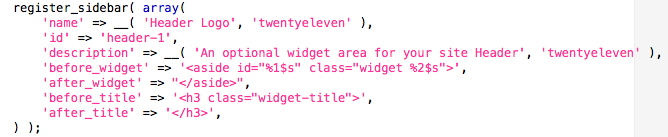 register_sidebar( array(
'name' => __( 'Header Logo', 'twentyeleven' ),
'id' => 'header-1',
'description' => __( 'An optional widget area for your site Header', 'twentyeleven' ),
'before_widget' => '<aside id="%1$s" class="widget %2$s">',
'after_widget' => "</aside>",
'before_title' => '<h3 class="widget-title">',
'after_title' => '</h3>',
) );